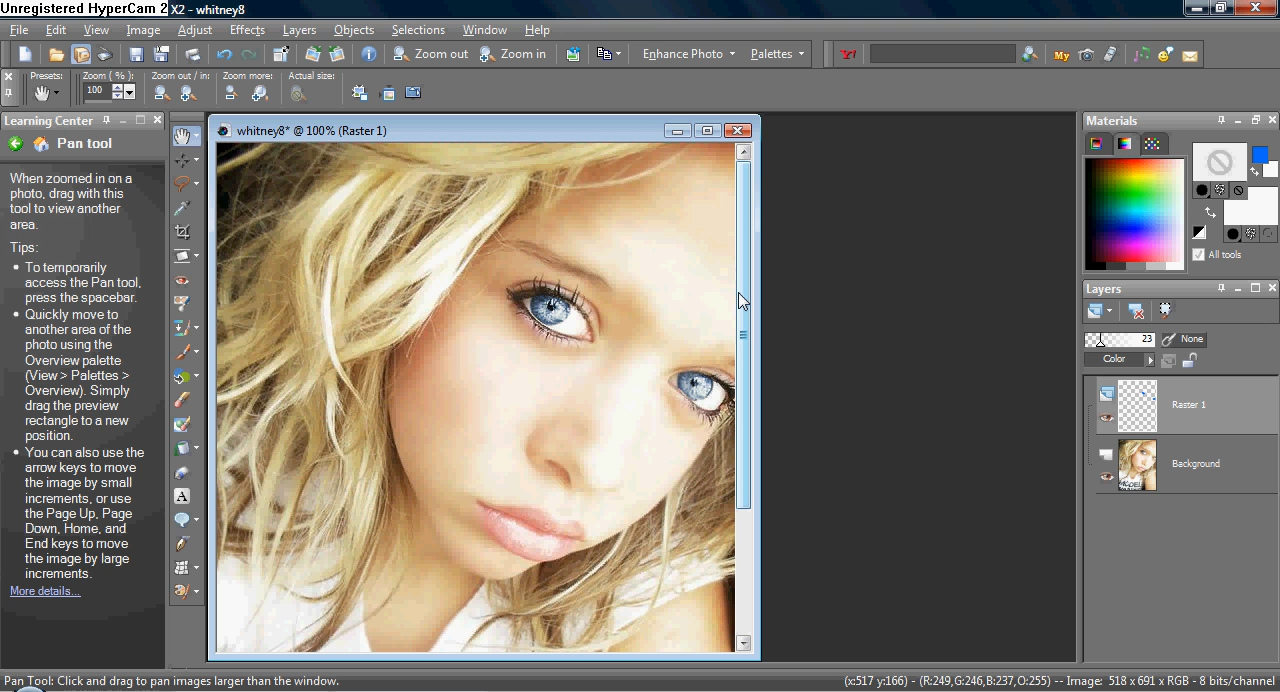 Unregistered HyperCam 2 X2 - whitney8
File Edit View Image Adjust Effects Layers Objects Selections Window Help
Zoom out Zoom in Enhance Photo Palettes Y! My
Presets: Zoom ( % ): Zoom out / in: Zoom more: Actual size:
100
Learning Center
Pan tool
When zoomed in on a
photo, drag with this
tool to view another
area.
Tips:
To temporarily
access the Pan tool,
press the spacebar.
Quickly move to
another area of the
photo using the
Overview palette
(View > Palettes >
Overview). Simply
drag the preview
rectangle to a new
position.
You can also use the
arrow keys to move
the image by small
increments, or use
the Page Up, Page
Down, Home, and
End keys to move
the image by large
increments.
More details...
A
whitney8* @ 100% (Raster 1)
Materials
All tools
Layers
23 None
Color
Raster 1
Background
MODEL
Pan Tool: Click and drag to pan images larger than the window.
(x:517 y:166) - (R:249,G:246,B:237,O:255) -- Image: 518 x 691 x RGB - 8 bits/channel